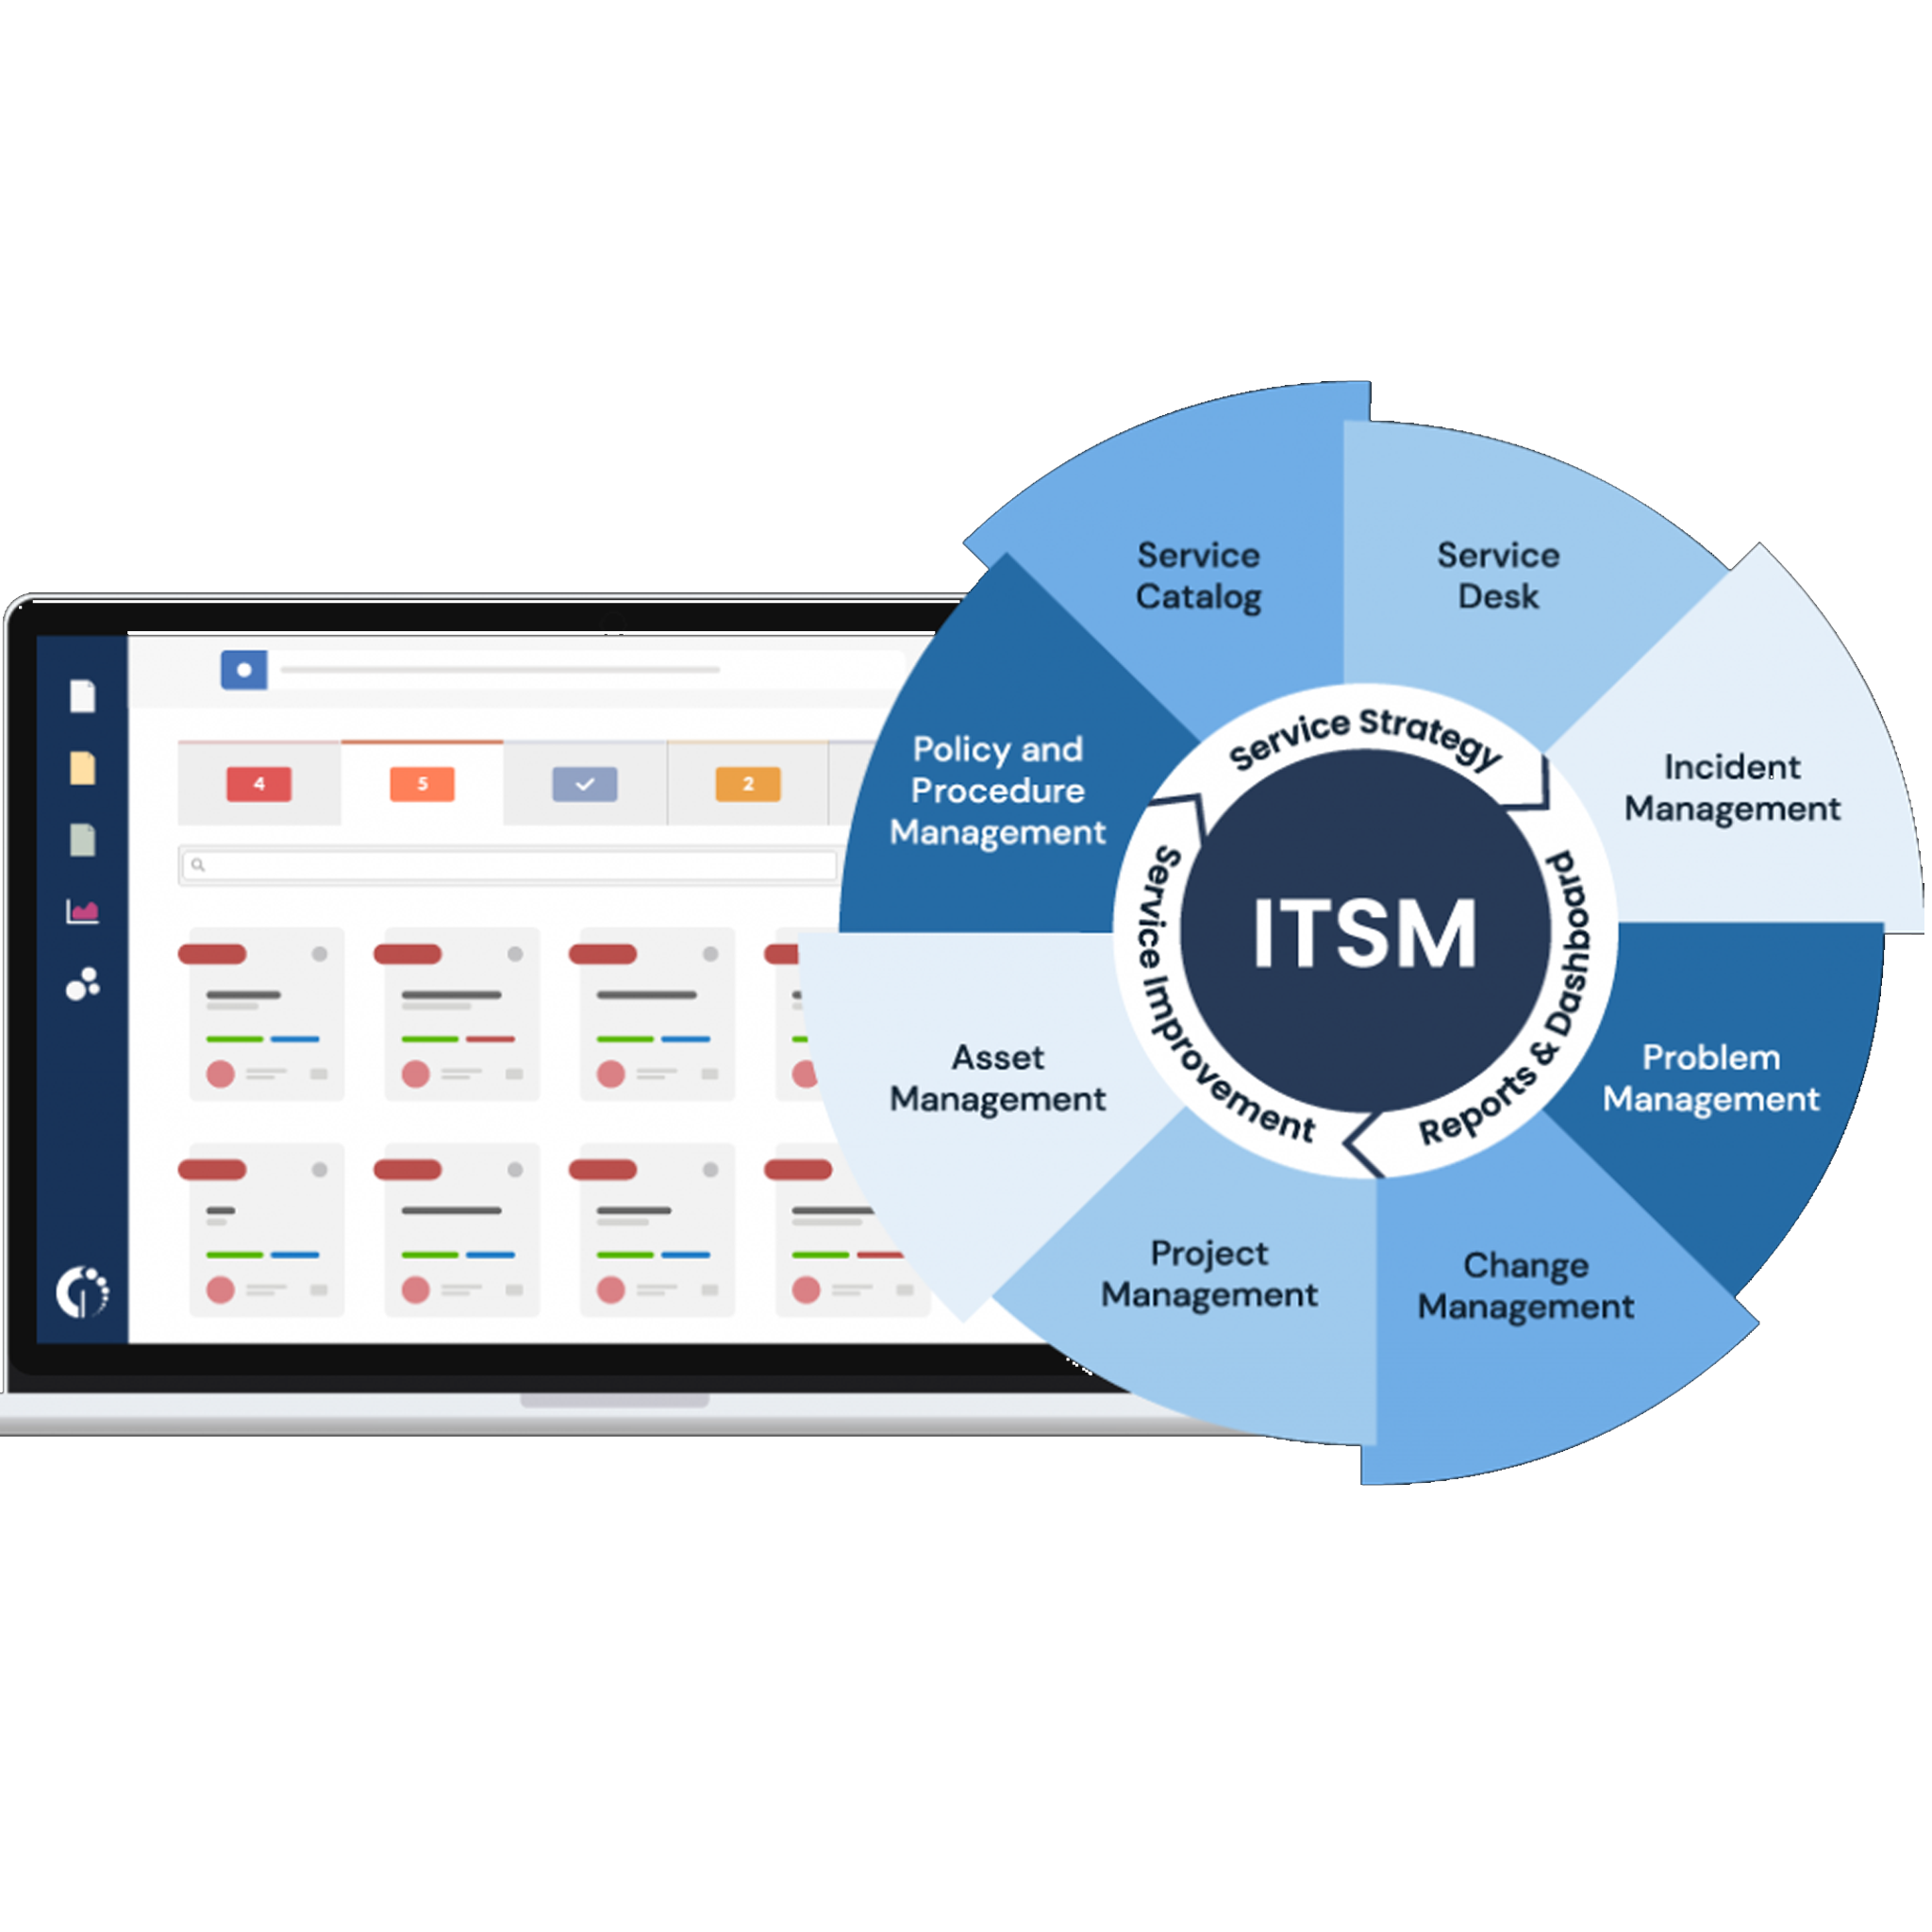 4
5
2
Service
Catalog
Service
Desk
Incident
Management
Problem
Management
Change
Management
Project
Management
Asset
Management
Policy and
Procedure
Management
Service Strategy
Reports & Dashboard
Service Improvement
ITSM